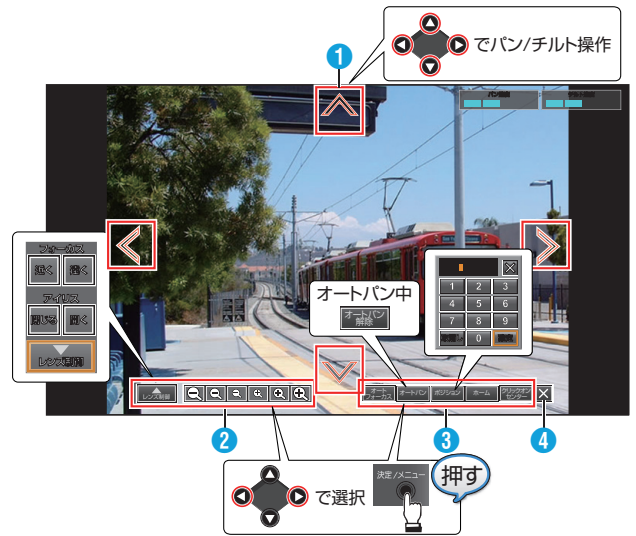 でパン/チルト操作
1
フォーカス
近く 遠く
アイリス
閉じる 開く
レンズ制御
オートパン中
オートパン
解除
1 2 3
4 5 6
7 8 9
0
レンズ制御
オート
フォーカス
オートパン
ポジション
ホーム
クリックオン
センター
2
3
4
で選択
決定/メニュー
押す